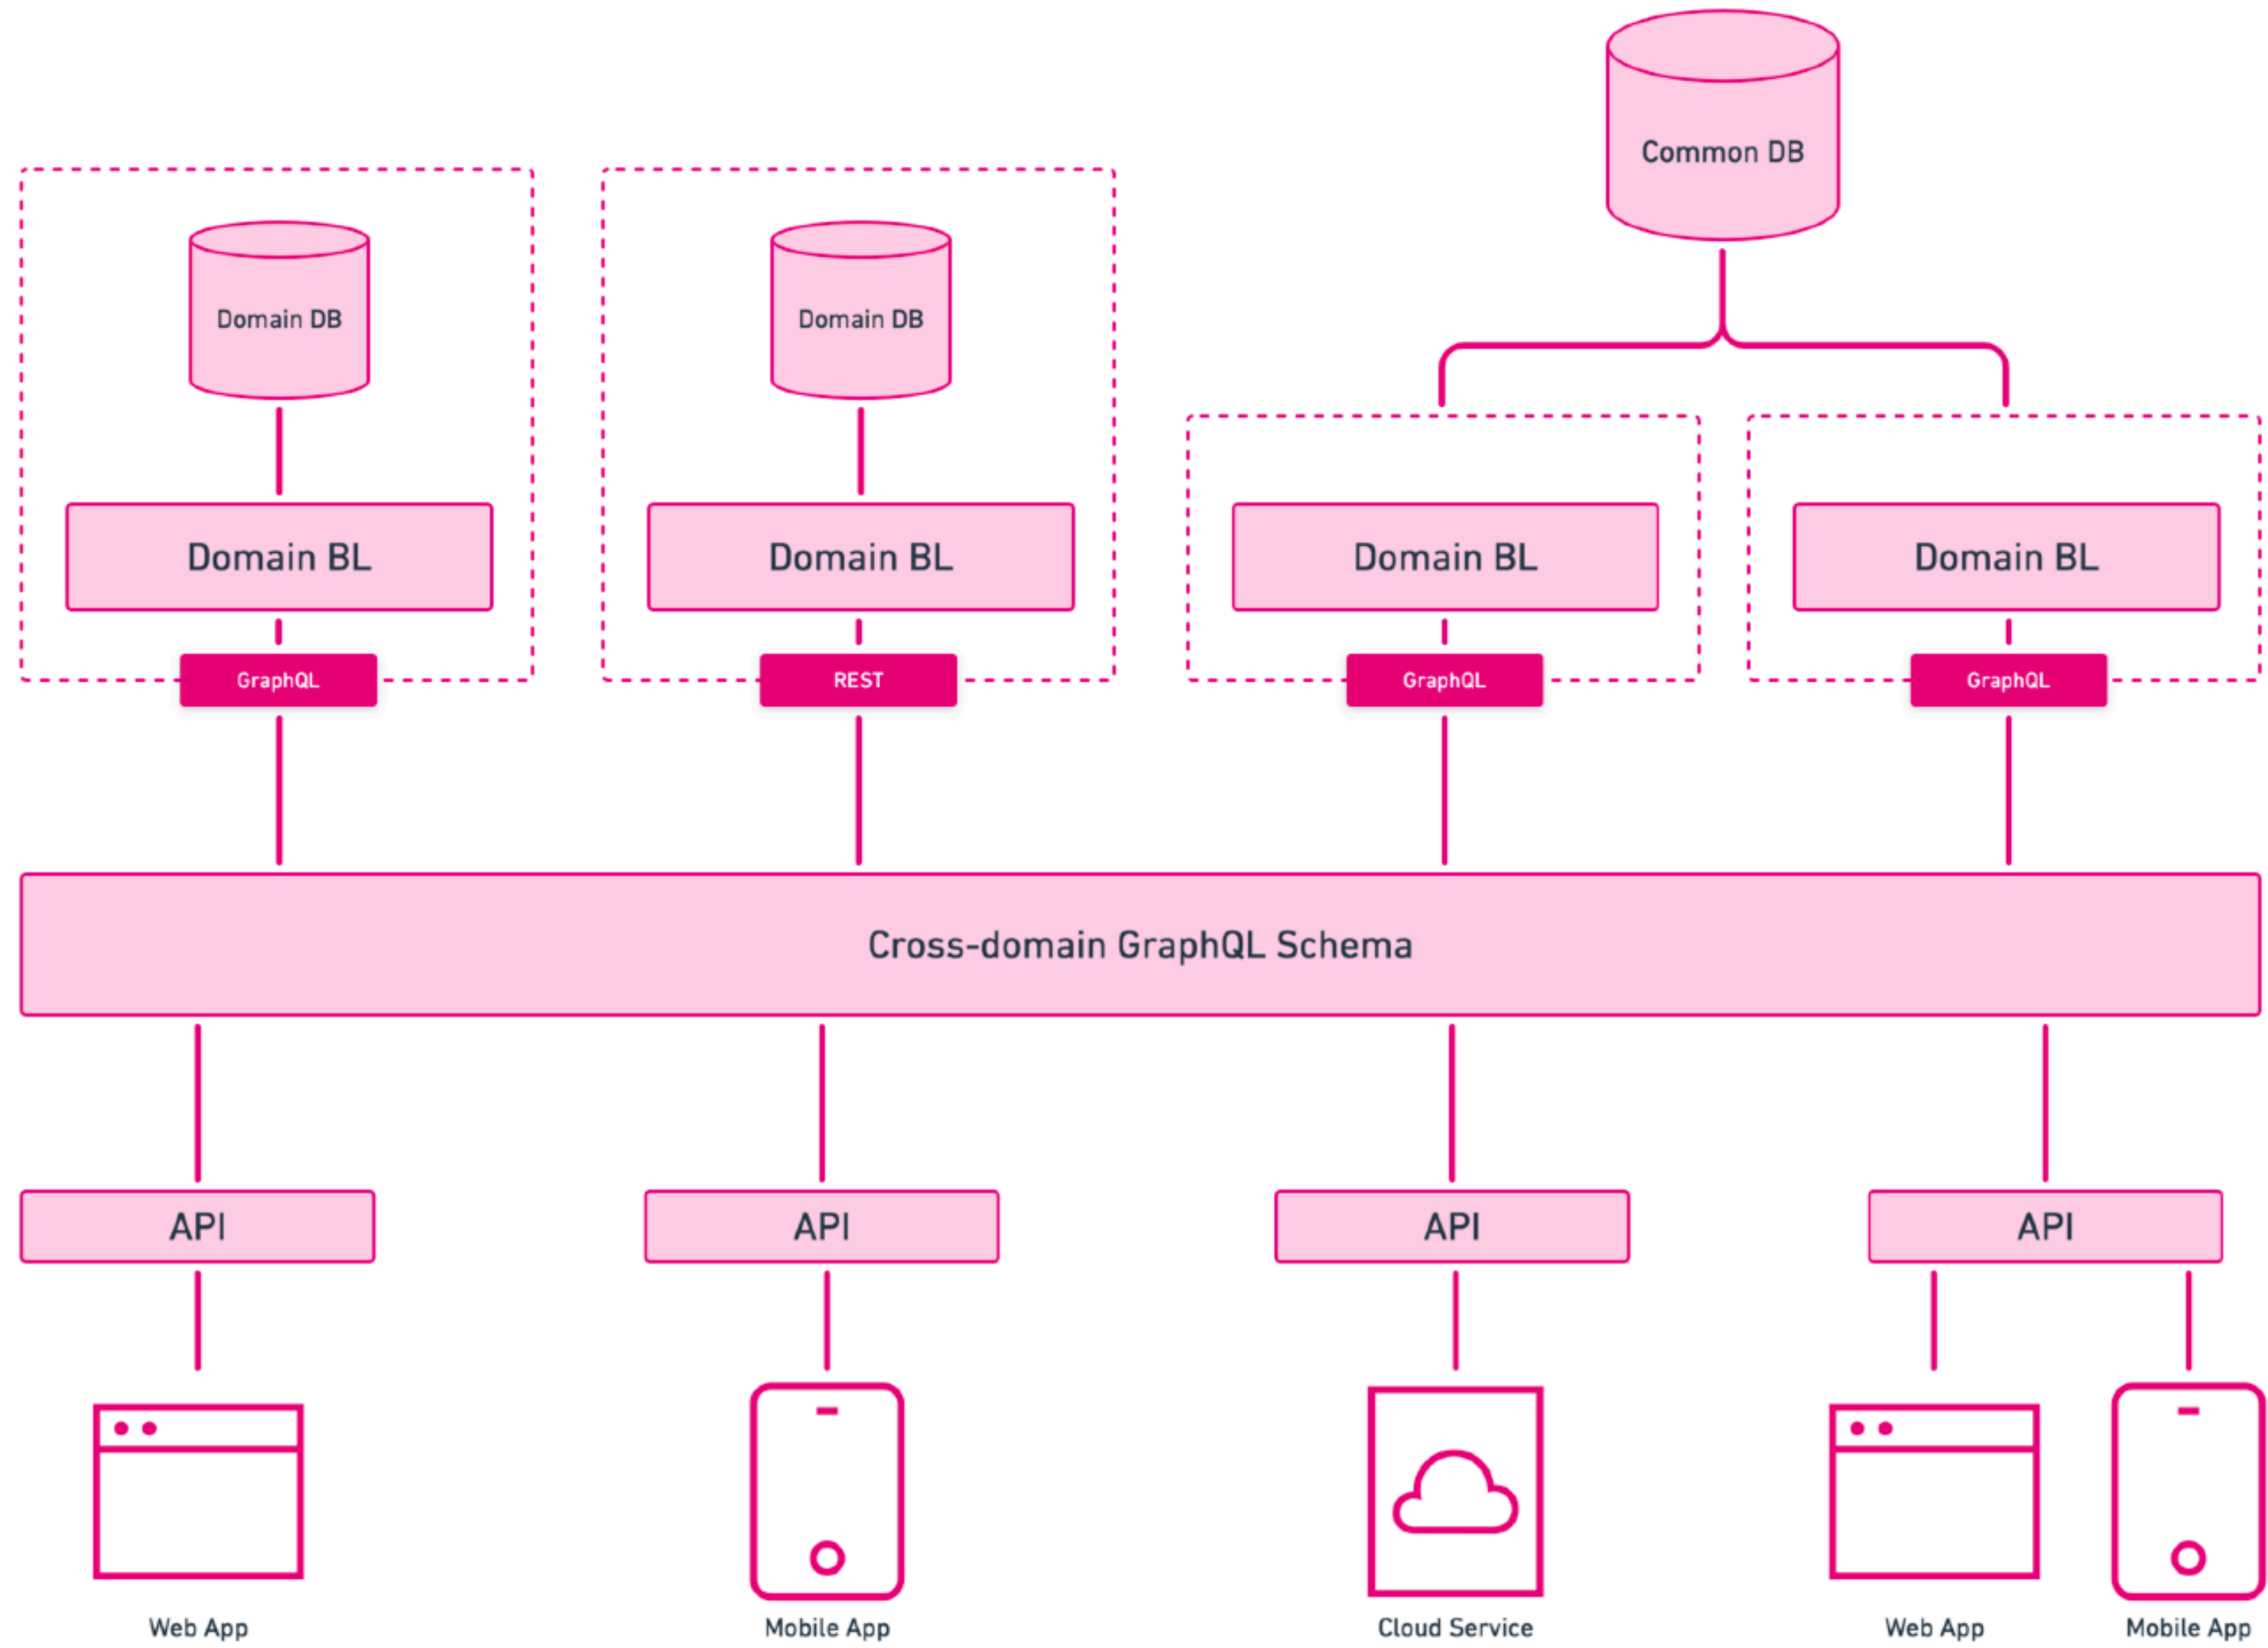 Common DB
Domain DB
Domain DB
Domain BL
Domain BL
Domain BL
Domain BL
GraphQL
REST
GraphQL
GraphQL
Cross-domain GraphQL Schema
API
API
API
API
Web App
Mobile App
Cloud Service
Web App
Mobile App